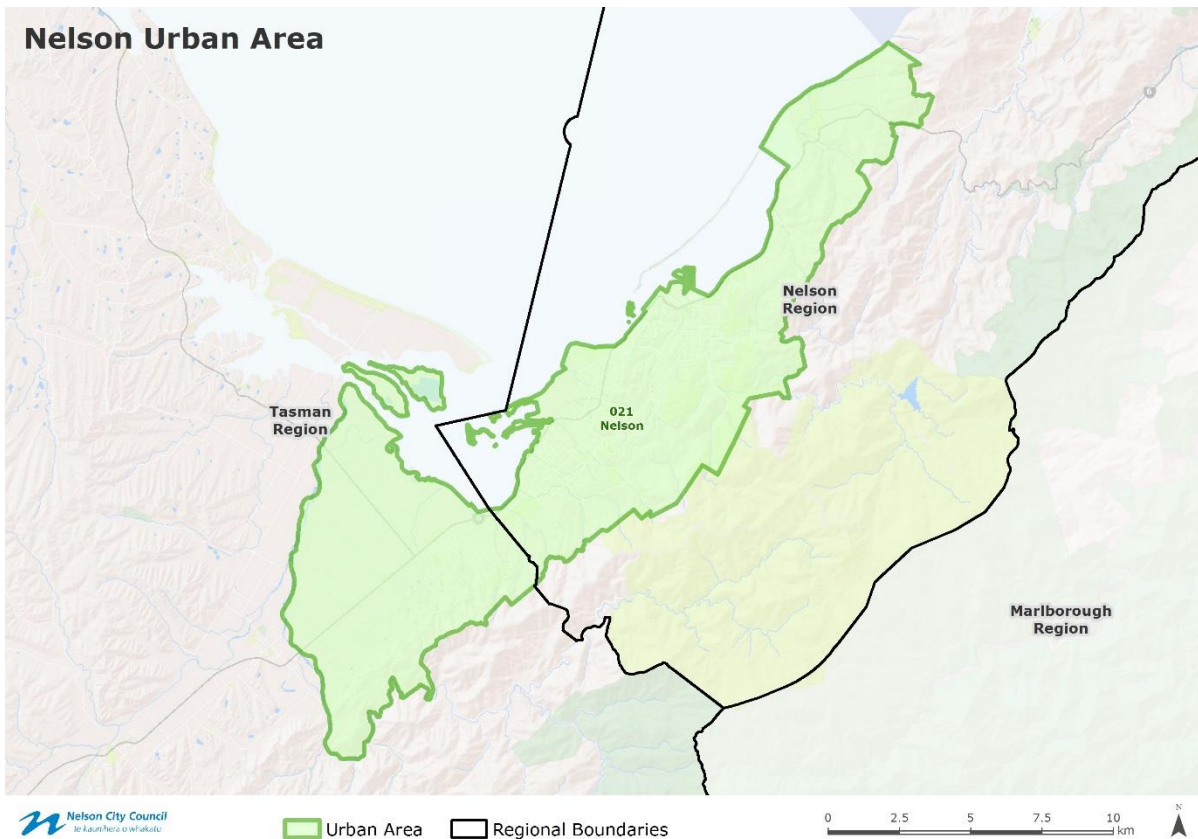 Nelson Urban Area
6
Nelson
Region
Tasman
Region
021
Nelson
Marlborough
Region
Nelson City Council
te kaunihera o whakatū
Urban Area
Regional Boundaries
0 2.5 5 7.5 10
km
N